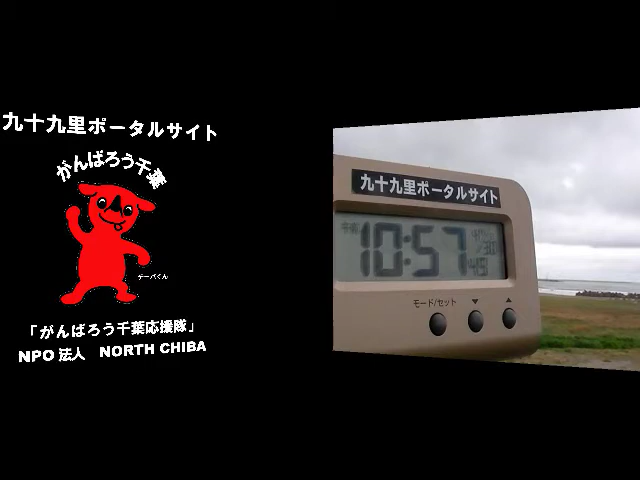 九十九里ポータルサイト
がんばろう千葉
チーバくん
「がんばろう千葉応援隊」
NPO 法人 NORTH CHIBA
九十九里ポータルサイト
午前 10:57
モード/セット ▼ ▲